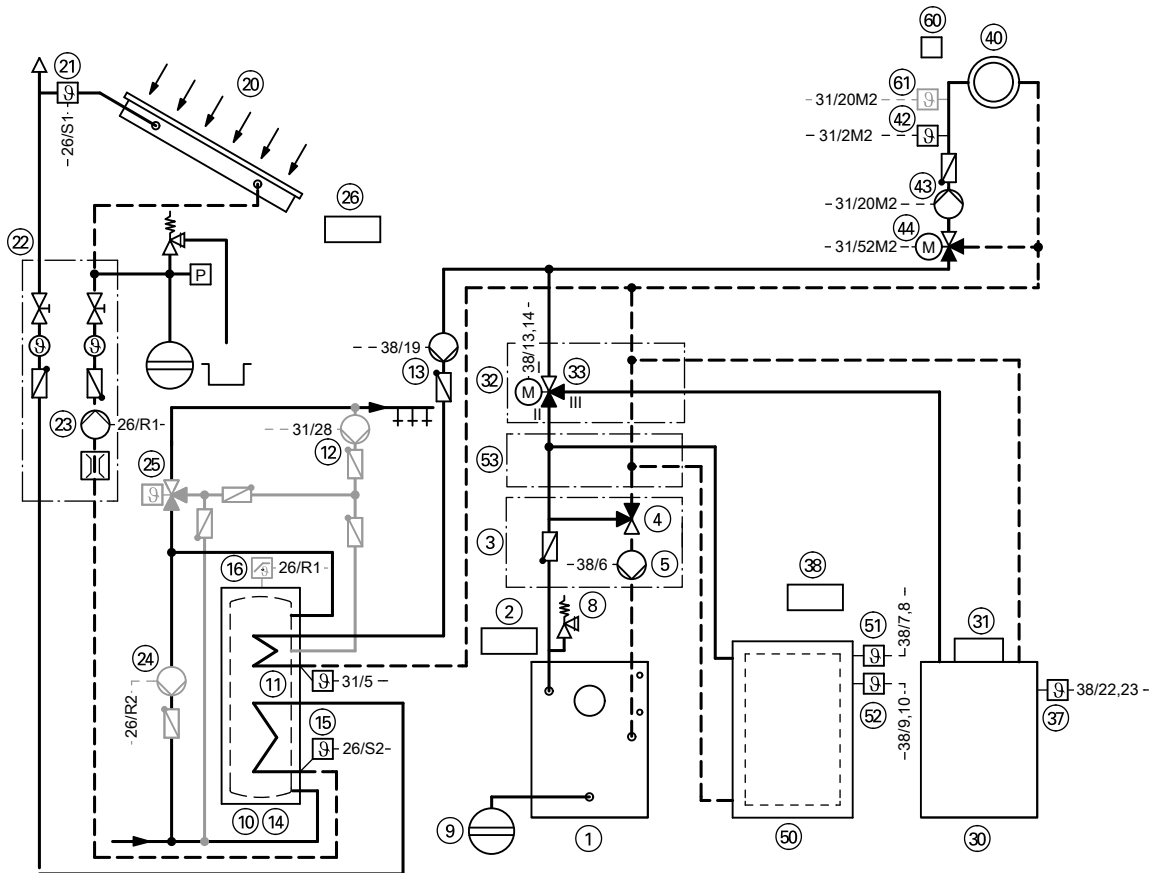 60
40
21
20
61
- 31/20M2 -
ϑ
42
- 31/2M2 -
ϑ
ϑ
- 26/S1 -
26
43
- 31/20M2 -
44
- 31/52M2 -
M
22
P
38/13,14 -
- - 38/19
13
32
I
33
M
II
III
ϑ
ϑ
23
26/R1 -
- - 31/28
12
53
25
ϑ
3
4
38/6
5
16
ϑ
26/R1 -
2
8
38
51
ϑ
38/7,8 -
31
24
11
ϑ
31/5 -
ϑ
52
- 38/9,10 -
ϑ
38/22,23 -
37
- 26/R2
15
ϑ
26/S2 -
10
14
9
1
50
30